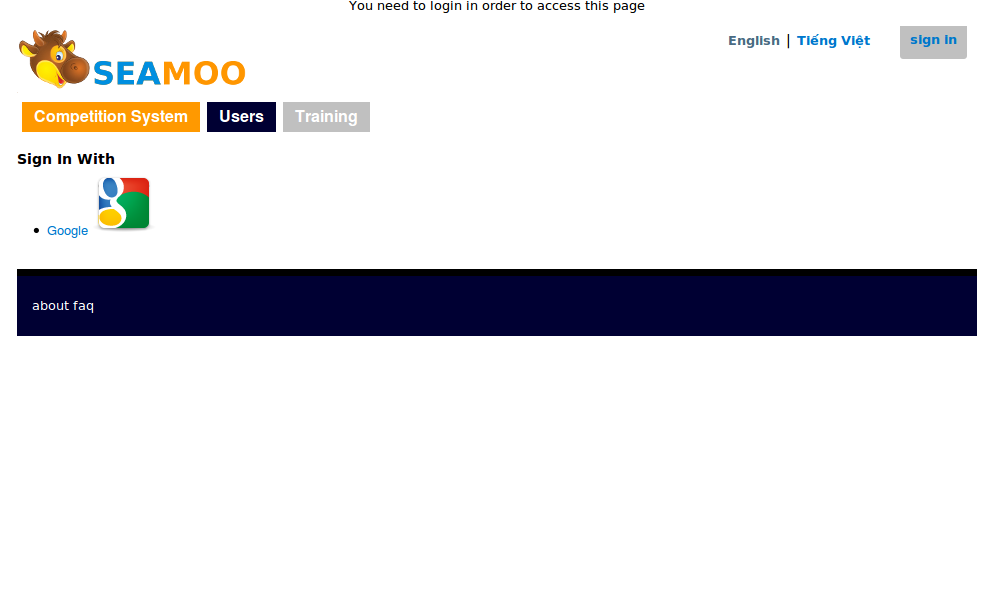 You need to login in order to access this page
SEAMOO
English | Tiếng Việt
sign in
Competition System Users Training
Sign In With
Google
about faq